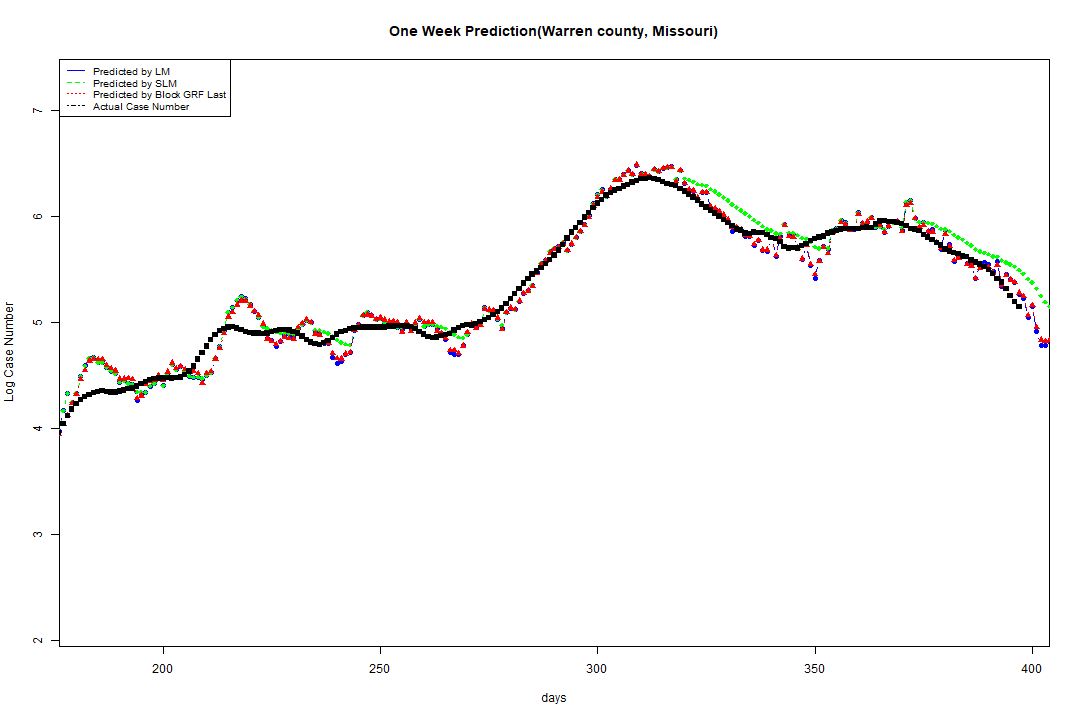 One Week Prediction(Warren county, Missouri)
Predicted by LM
Predicted by SLM
Predicted by Block GRF Last
Actual Case Number
7
6
5
4
3
2
Log Case Number
200 250 300 350 400
days